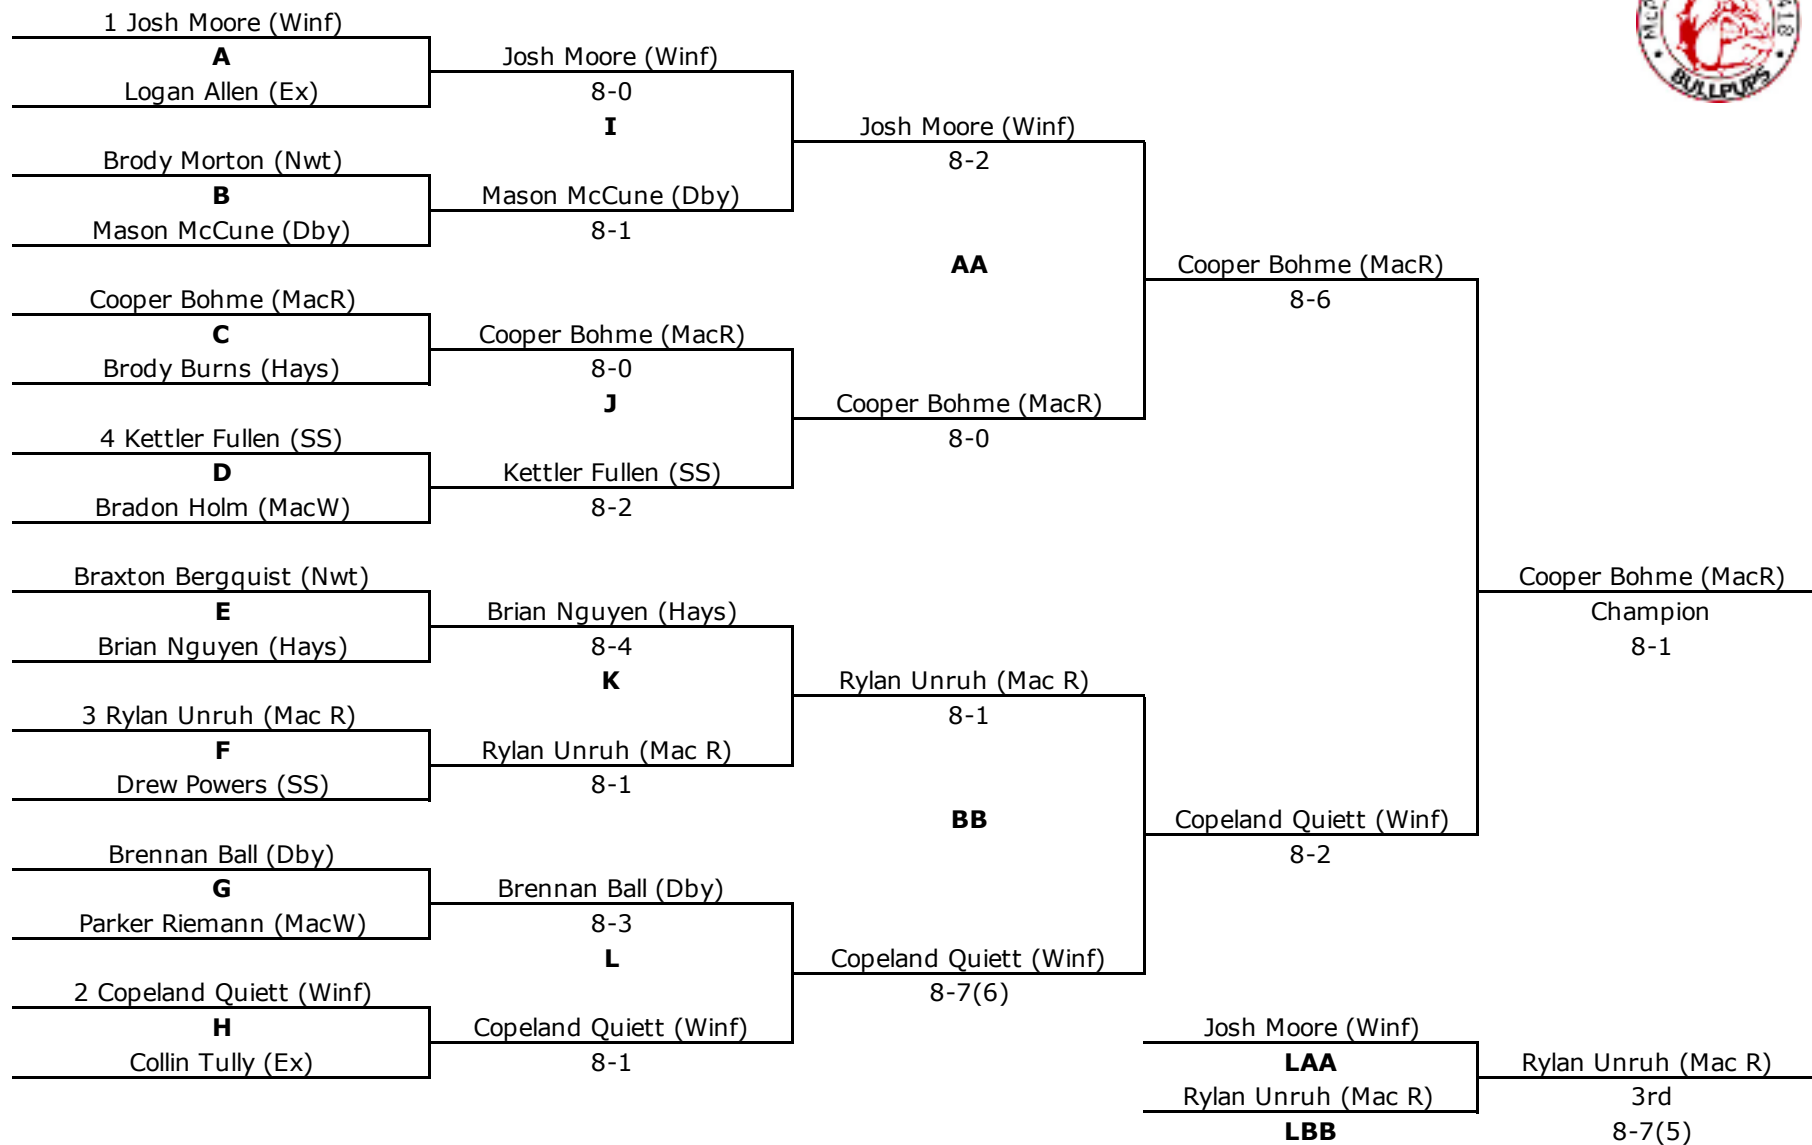 1 Josh Moore (Winf)
A
Logan Allen (Ex)
Brody Morton (Nwt)
B
Mason McCune (Dby)
Cooper Bohme (MacR)
C
Brody Burns (Hays)
4 Kettler Fullen (SS)
D
Bradon Holm (MacW)
Braxton Bergquist (Nwt)
E
Brian Nguyen (Hays)
3 Rylan Unruh (Mac R)
F
Drew Powers (SS)
Brennan Ball (Dby)
G
Parker Riemann (MacW)
2 Copeland Quiett (Winf)
H
Collin Tully (Ex)
Josh Moore (Winf)
8-0
I
Mason McCune (Dby)
8-1
Cooper Bohme (MacR)
8-0
J
Kettler Fullen (SS)
8-2
Brian Nguyen (Hays)
8-4
K
Rylan Unruh (Mac R)
8-1
Brennan Ball (Dby)
8-3
L
Copeland Quiett (Winf)
8-1
Josh Moore (Winf)
8-2
AA
Cooper Bohme (MacR)
8-0
Rylan Unruh (Mac R)
8-1
BB
Copeland Quiett (Winf)
8-7(6)
Cooper Bohme (MacR)
8-6
Copeland Quiett (Winf)
8-2
Cooper Bohme (MacR)
Champion
8-1
Josh Moore (Winf)
LAA
Rylan Unruh (Mac R)
LBB
Rylan Unruh (Mac R)
3rd
8-7(5)
418
BULLPUPS